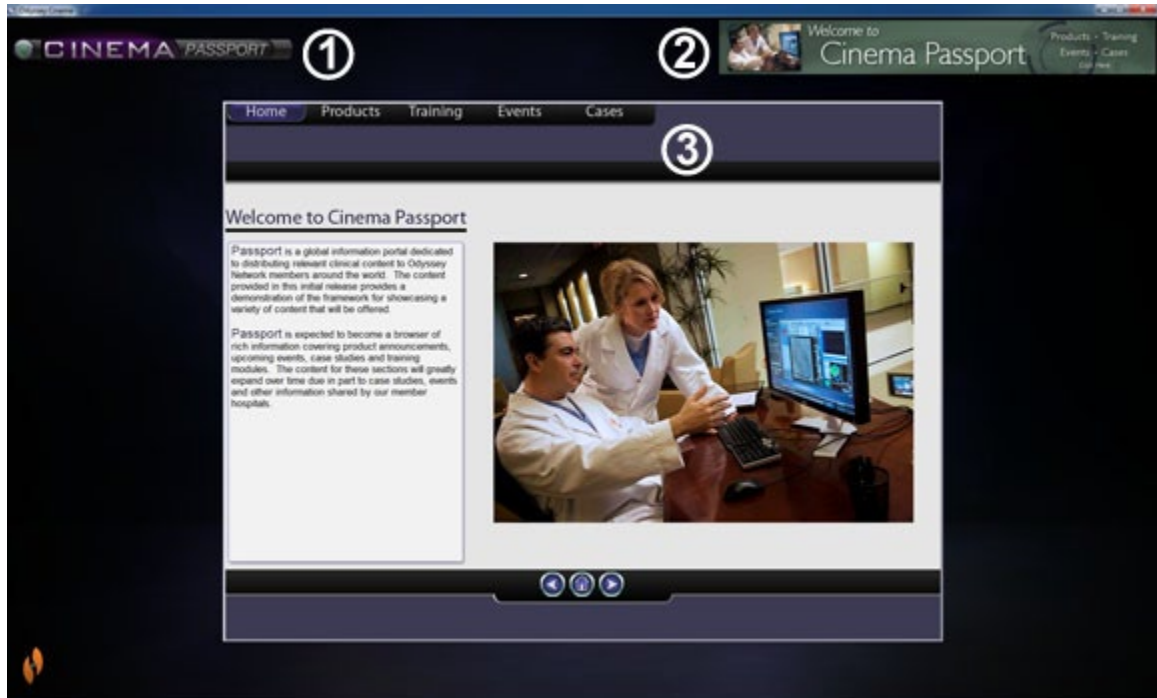 Odyssey Cinema
CINEMA PASSPORT
1
2
Welcome to
Cinema Passport
Products - Training
Events - Cases
Click Here
Home Products Training Events Cases
3
Welcome to Cinema Passport
Passport is a global information portal dedicated
to distributing relevant clinical content to Odyssey
Network members around the world. The content
provided in this initial release provides a
demonstration of the framework for showcasing a
variety of content that will be offered.
Passport is expected to become a browser of
rich information covering product announcements,
upcoming events, case studies and training
modules. The content for these sections will greatly
expand over time due in part to case studies, events
and other information shared by our member
hospitals.